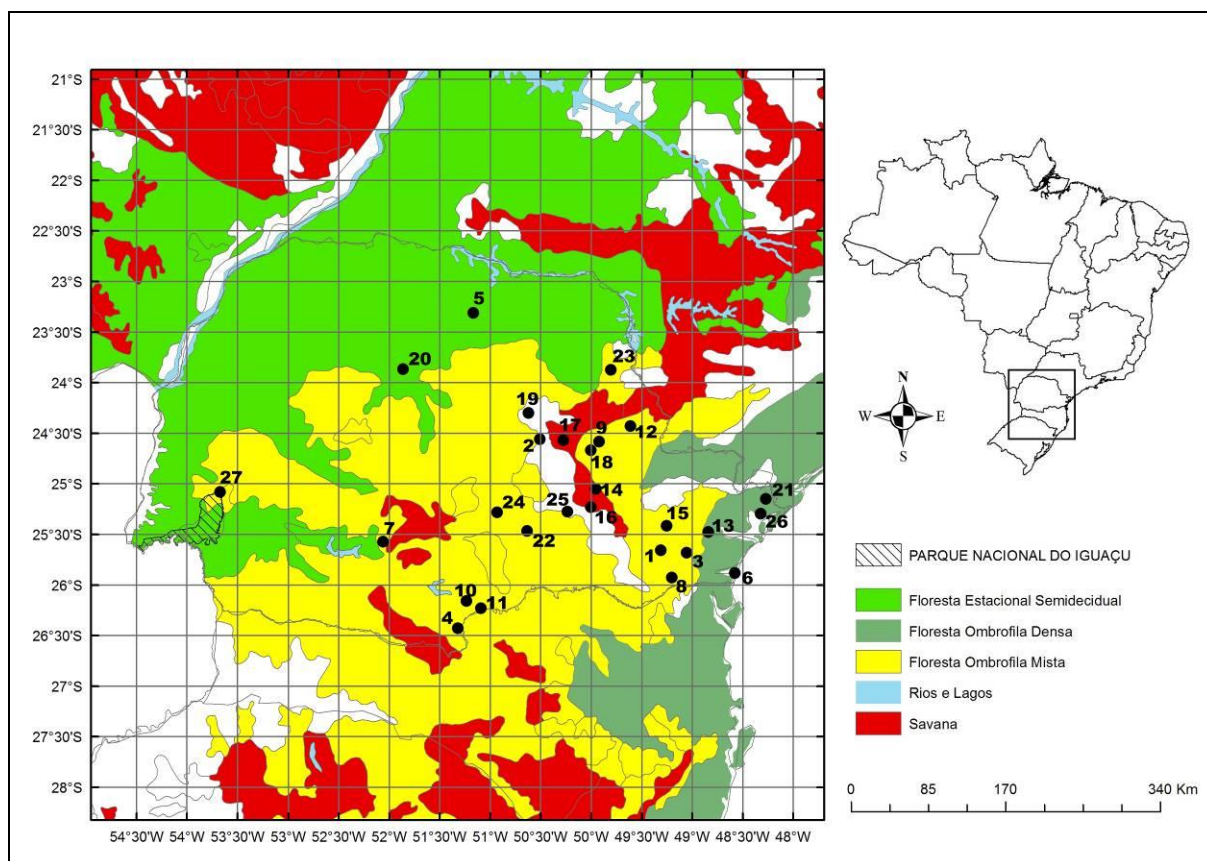 21°S
21°30'S
22°S
22°30'S
23°S
23°30'S
24°S
24°30'S
25°S
25°30'S
26°S
26°30'S
27°S
27°30'S
28°S
5
20
23
19
17
9
12
2
18
27
14
21
24
25
16
15
13
26
7
22
1
3
8
6
10
11
4
54°30'W 54°W 53°30'W 53°W 52°30'W 52°W 51°30'W 51°W 50°30'W 50°W 49°30'W 49°W 48°30'W 48°W
N
W E
S
PARQUE NACIONAL DO IGUAÇU
Floresta Estacional Semidecidual
Floresta Ombrofila Densa
Floresta Ombrofila Mista
Rios e Lagos
Savana
0 85 170 340 Km